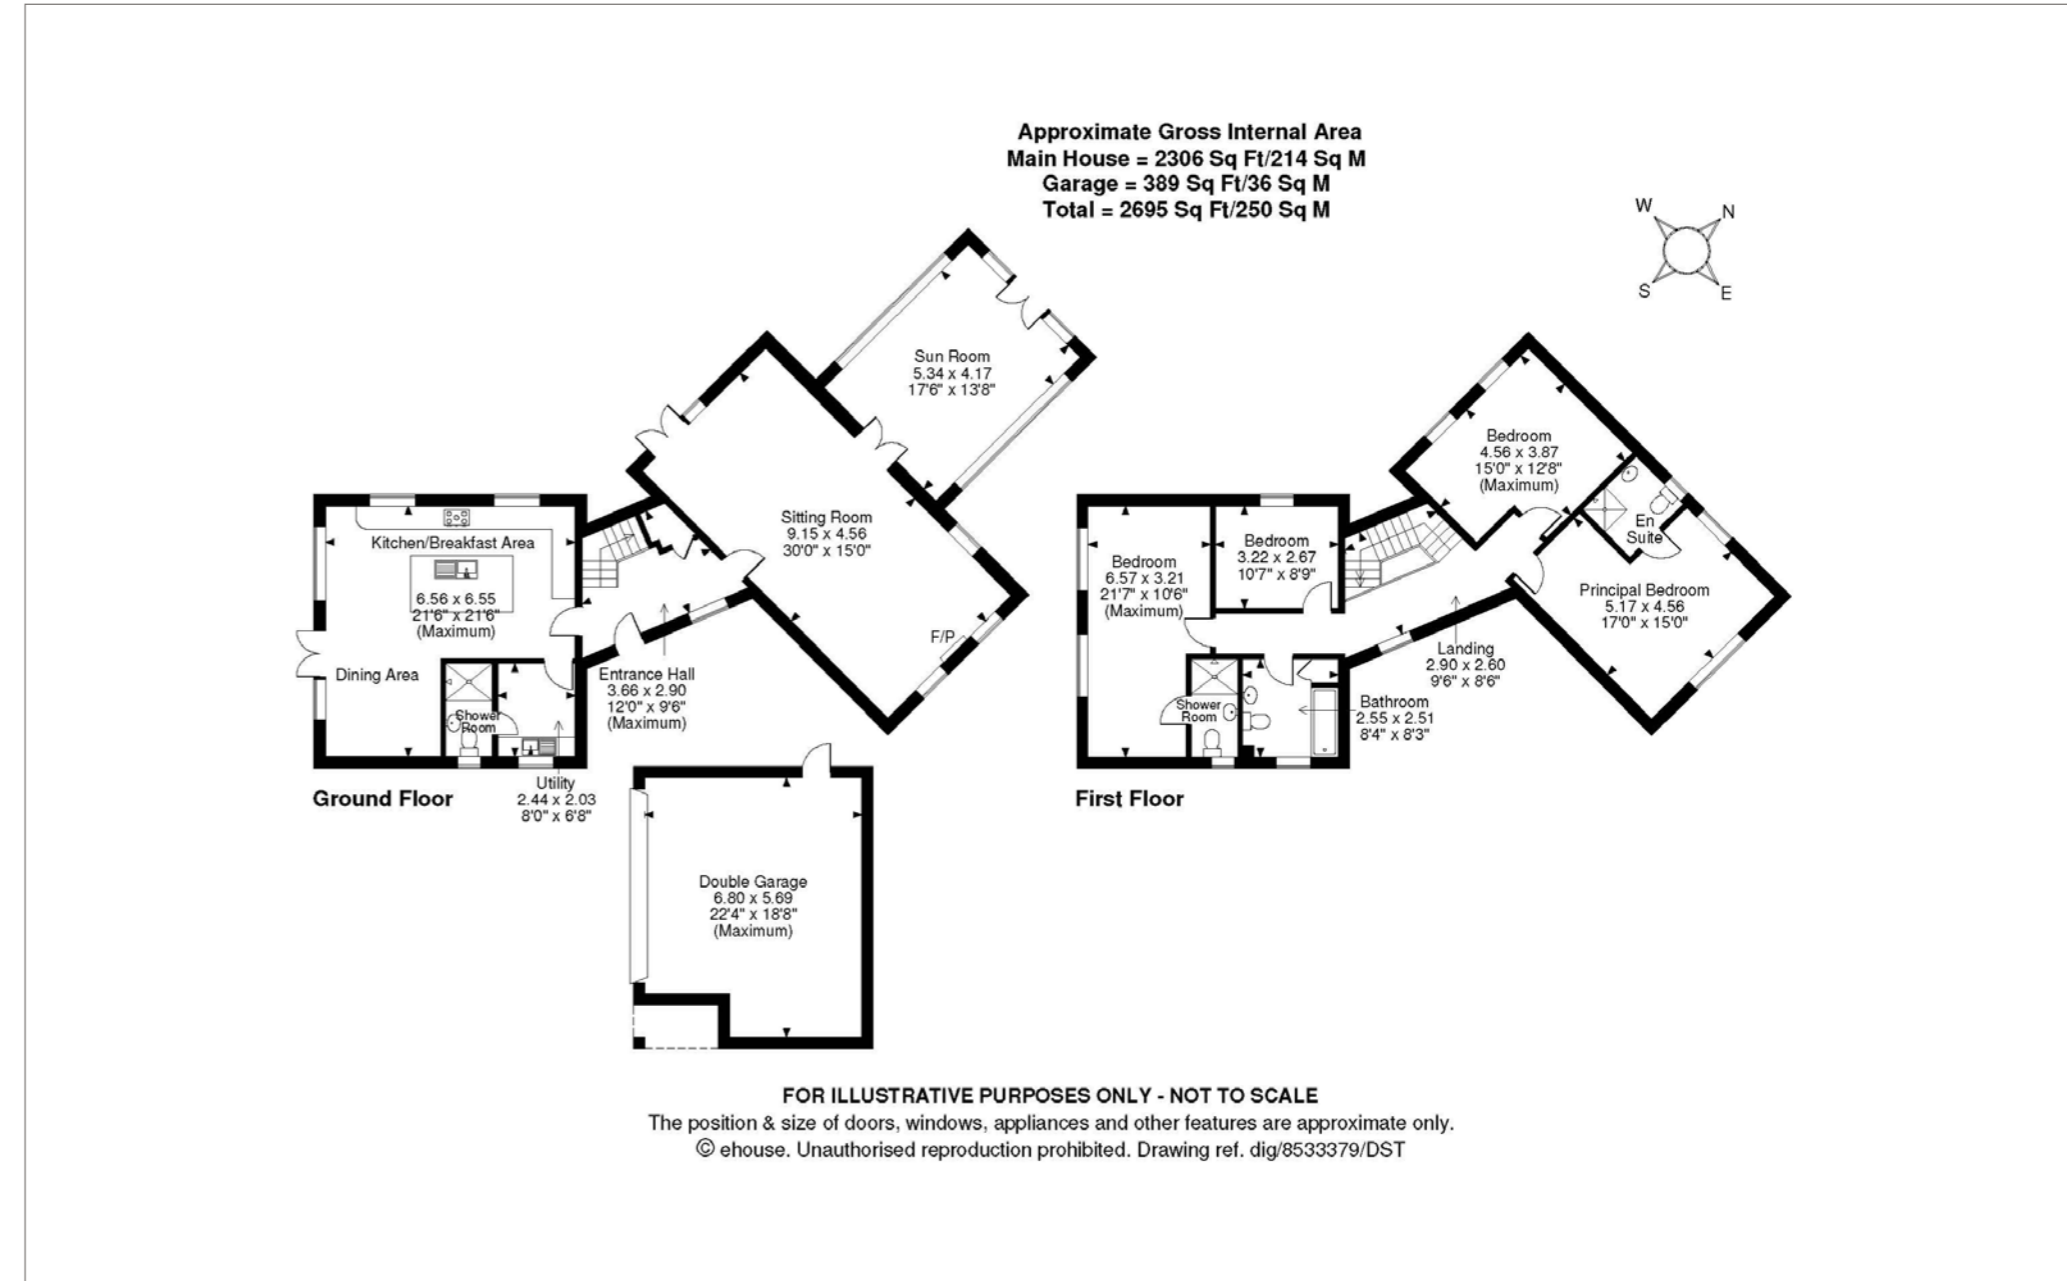 Approximate Gross Internal Area
Main House = 2306 Sq Ft/214 Sq M
Garage = 389 Sq Ft/36 Sq M
Total = 2695 Sq Ft/250 Sq M
W
N
S
E
Sun Room
5.34 x 4.17
17'6" x 13'8"
Sitting Room
9.15 x 4.56
30'0" x 15'0"
F/P
Kitchen/Breakfast Area
6.56 x 6.55
21'6" x 21'6"
(Maximum)
Dining Area
Shower
Room
Entrance Hall
3.66 x 2.90
12'0" x 9'6"
(Maximum)
Utility
2.44 x 2.03
8'0" x 6'8"
Ground Floor
Double Garage
6.80 x 5.69
22'4" x 18'8"
(Maximum)
Bedroom
4.56 x 3.87
15'0" x 12'8"
(Maximum)
En
Suite
Principal Bedroom
5.17 x 4.56
17'0" x 15'0"
Bedroom
6.57 x 3.21
21'7" x 10'6"
(Maximum)
Bedroom
3.22 x 2.67
10'7" x 8'9"
Landing
2.90 x 2.60
9'6" x 8'6"
Shower
Room
Bathroom
2.55 x 2.51
8'4" x 8'3"
First Floor
FOR ILLUSTRATIVE PURPOSES ONLY - NOT TO SCALE
The position & size of doors, windows, appliances and other features are approximate only.
© ehouse. Unauthorised reproduction prohibited. Drawing ref. dig/8533379/DST